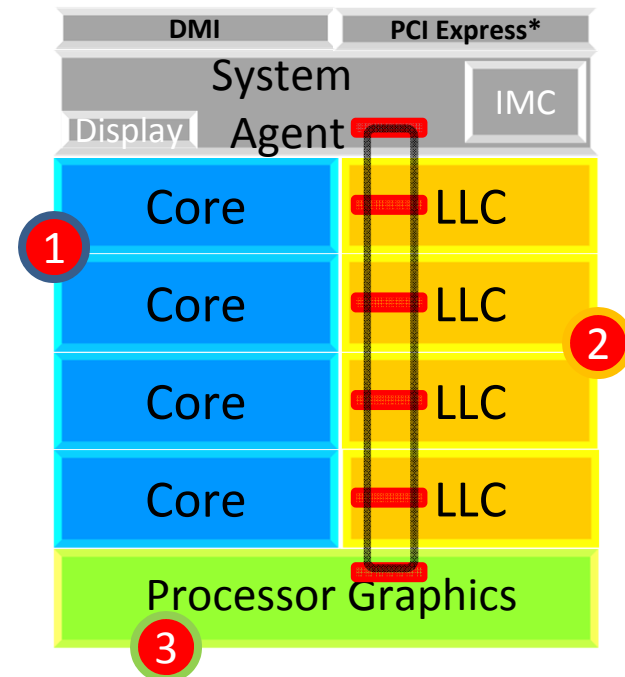 DMI PCI Express*
System
IMC
Display Agent
Core LLC
1
Core LLC
2
Core LLC
Core LLC
Processor Graphics
3